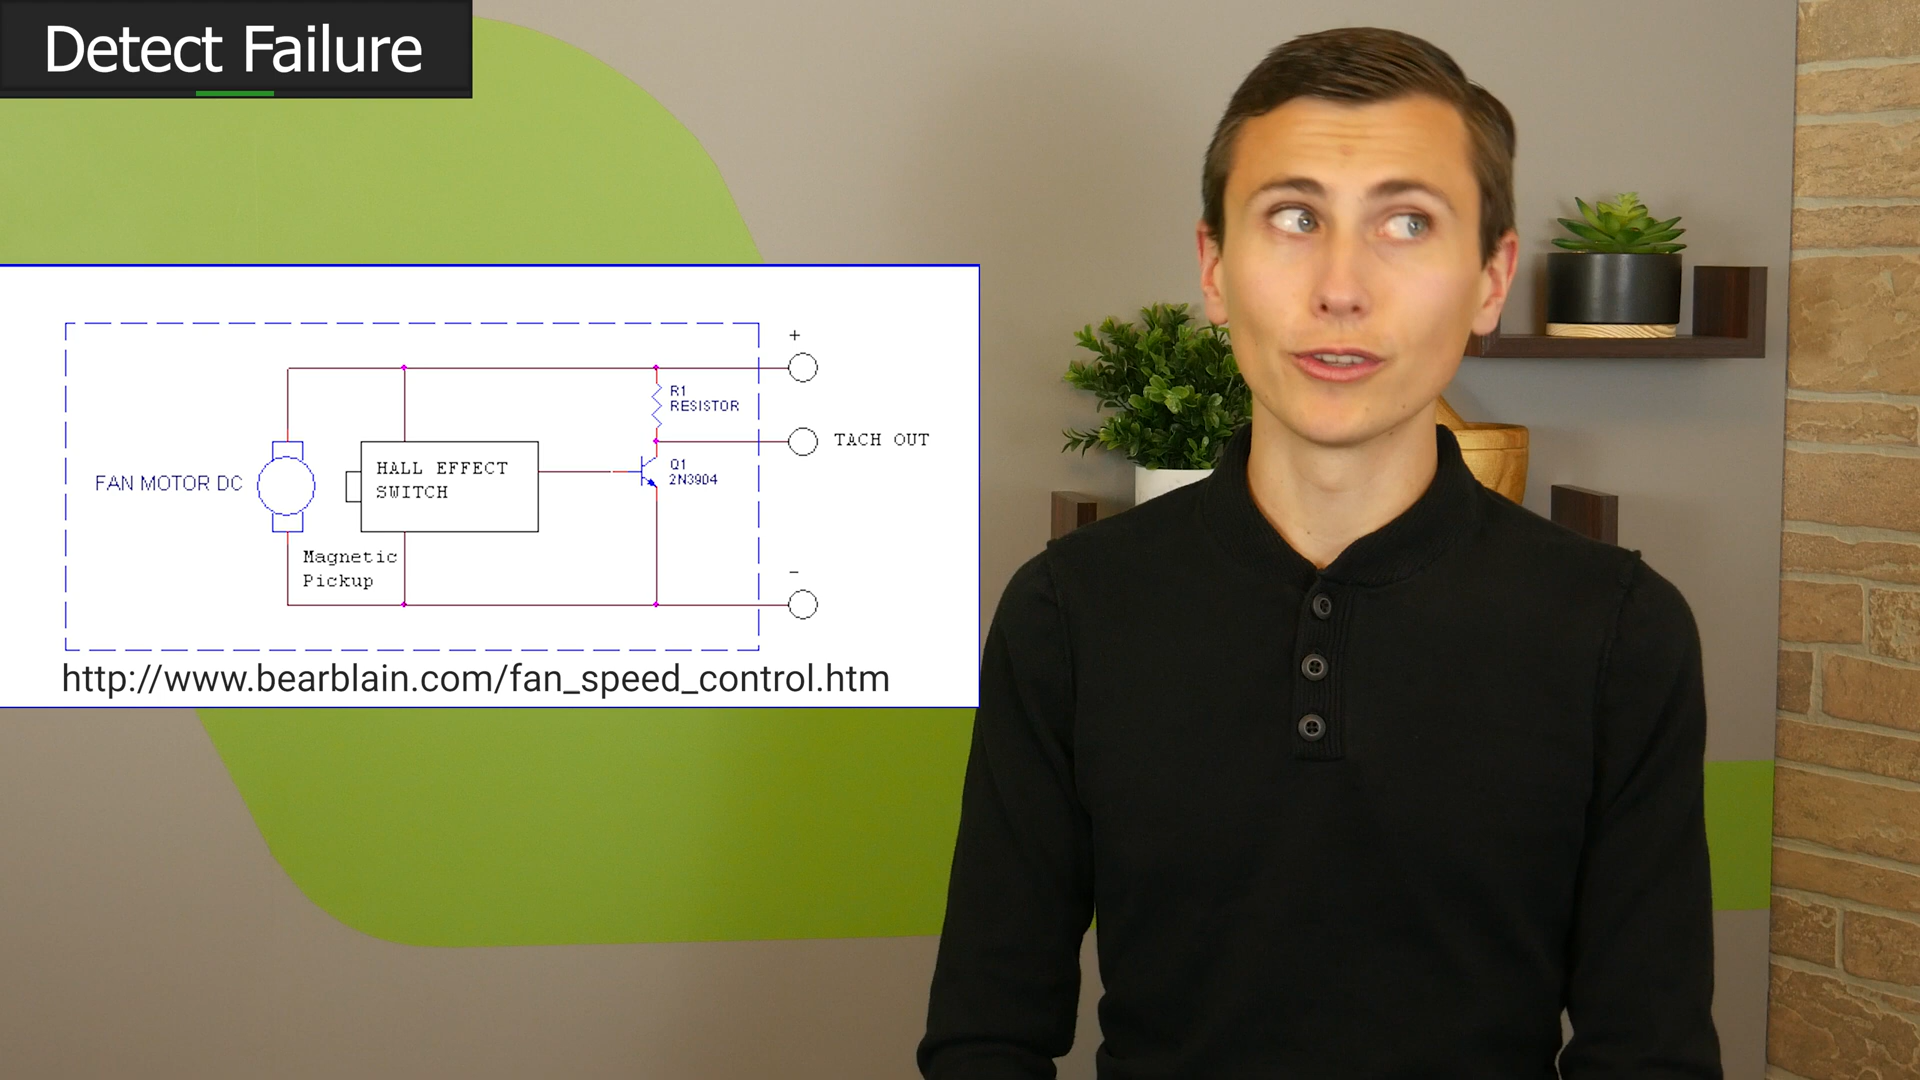 Detect Failure
+
R1
RESISTOR
TACH OUT
HALL EFFECT
SWITCH
Q1
2N3904
FAN MOTOR DC
Magnetic
Pickup
-
http://www.bearblain.com/fan_speed_control.htm